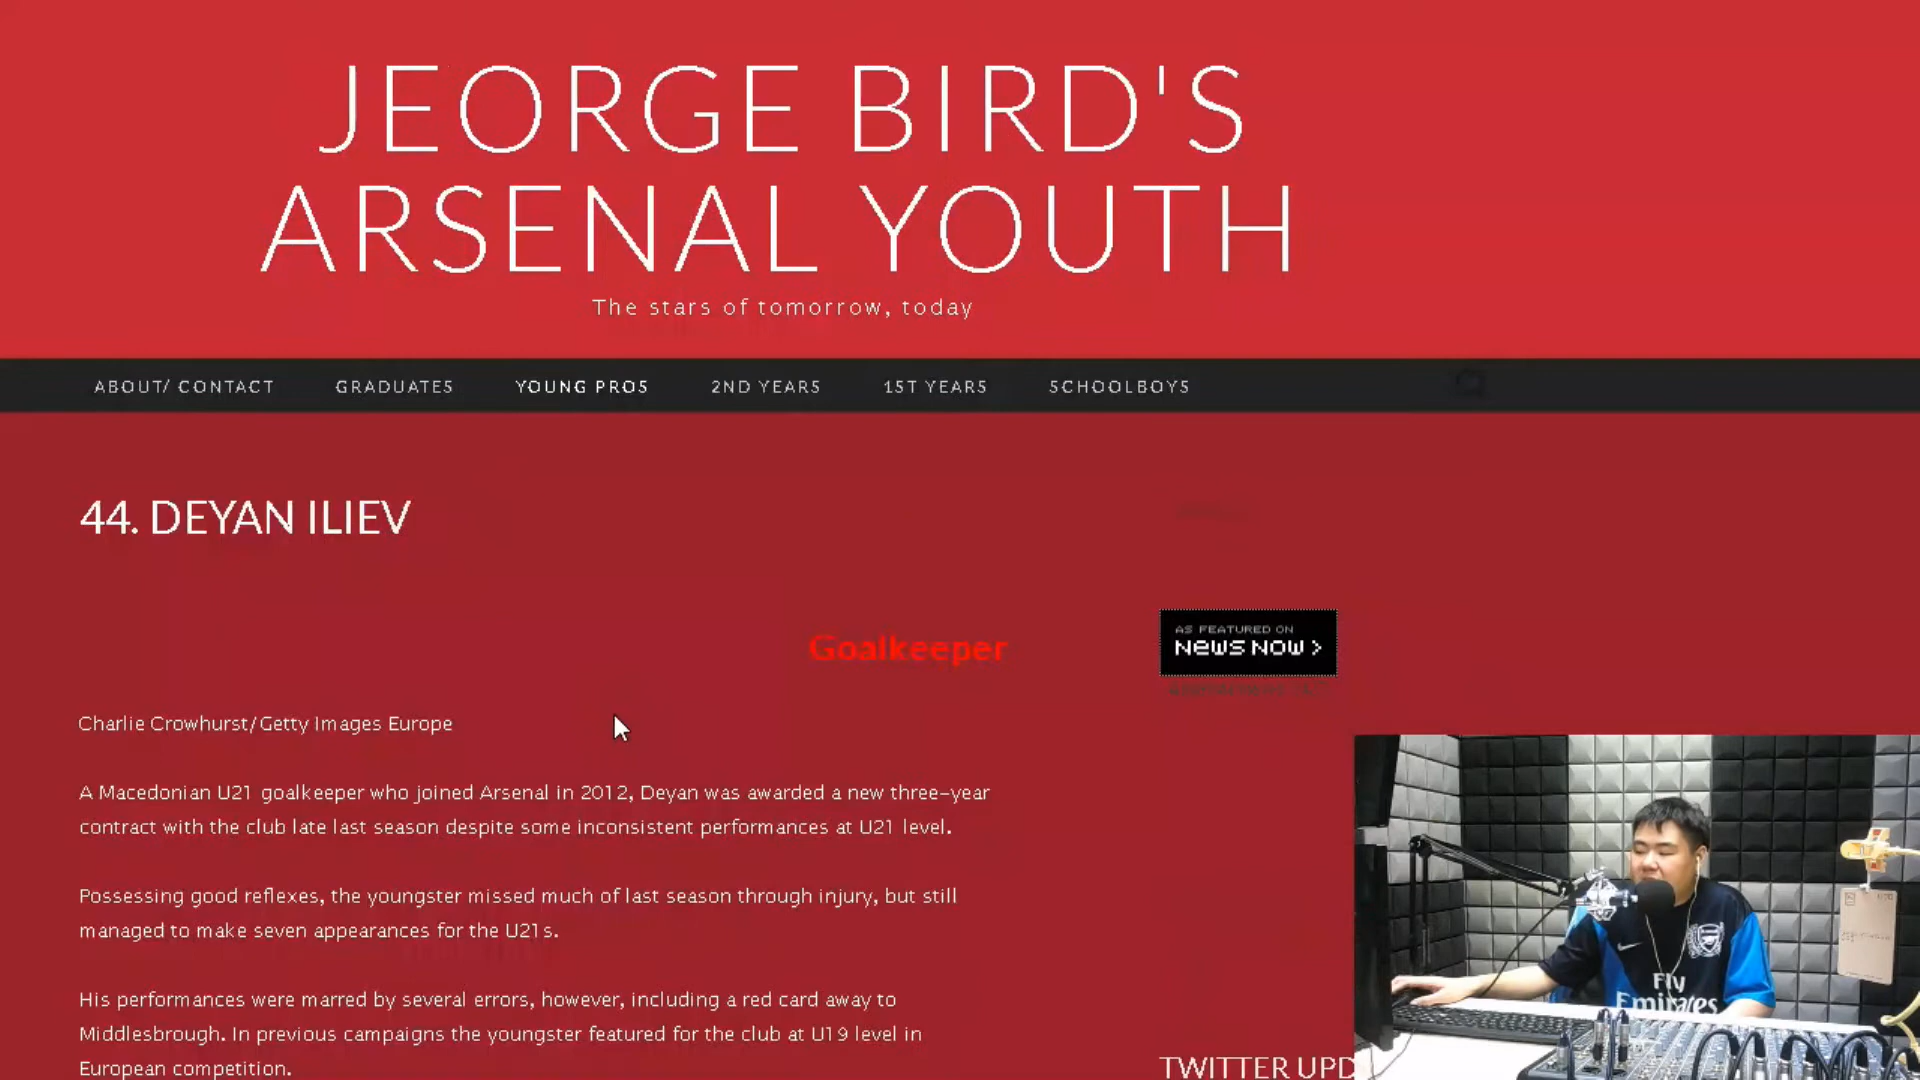 JEORGE BIRD'S
ARSENAL YOUTH
The stars of tomorrow, today
ABOUT/ CONTACT GRADUATES YOUNG PROS 2ND YEARS 1ST YEARS SCHOOLBOYS
44. DEYAN ILIEV
Goalkeeper
AS FEATURED ON
NewsNow >
Charlie Crowhurst/Getty Images Europe
A Macedonian U21 goalkeeper who joined Arsenal in 2012, Deyan was awarded a new three-year
contract with the club late last season despite some inconsistent performances at U21 level.
Possessing good reflexes, the youngster missed much of last season through injury, but still
managed to make seven appearances for the U21s.
His performances were marred by several errors, however, including a red card away to
Middlesbrough. In previous campaigns the youngster featured for the club at U19 level in
European competition.
TWITTER UPD
Fly
Emirates